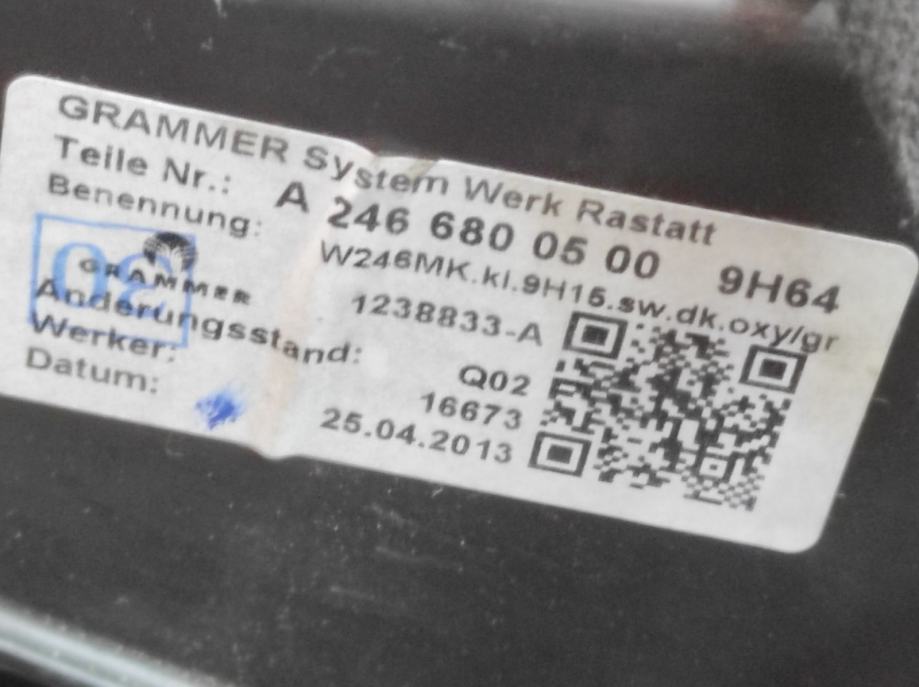 GRAMMER System Werk Rastatt
Teile Nr.: A 246 680 05 00 9H64
Benennung: W246MK.kl.9H15.sw.dk.oxy/gr
GRAMMER 1238833-A
Änderungsstand: Q02
Werker: 16673
Datum: 25.04.2013